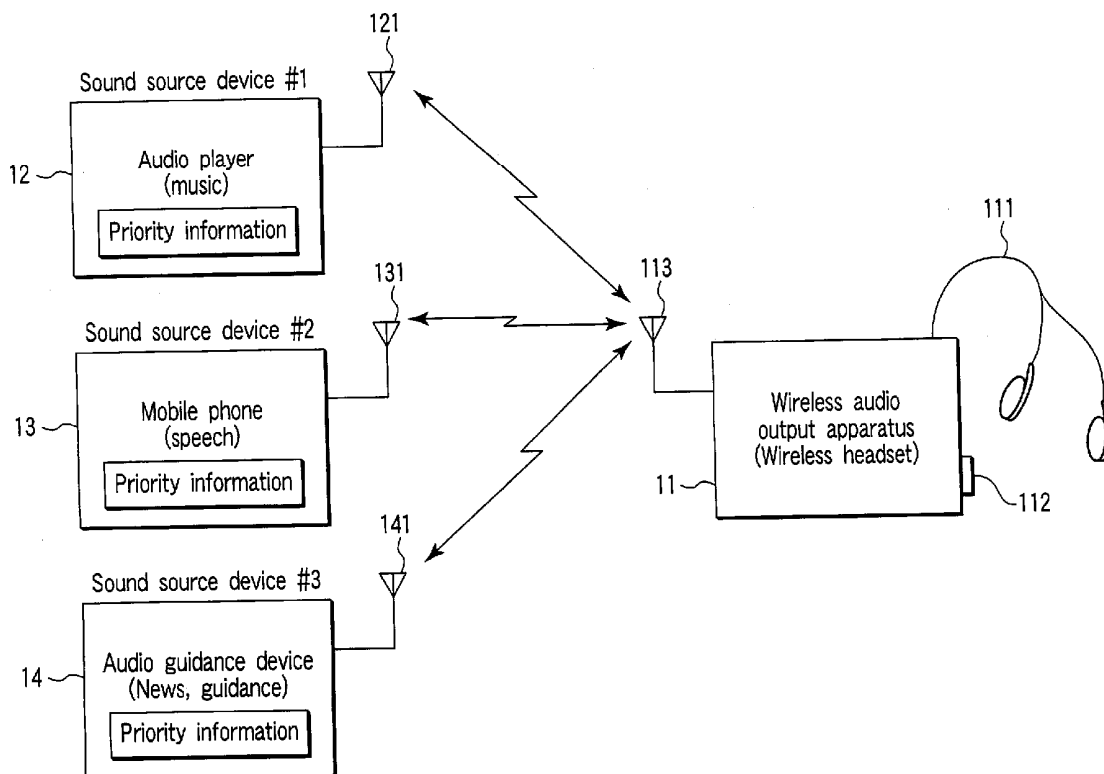 121
Sound source device #1
12
Audio player
(music)
Priority information
111
131
113
Sound source device #2
13
Mobile phone
(speech)
Priority information
Wireless audio
output apparatus
(Wireless headset)
11
112
141
Sound source device #3
14
Audio guidance device
(News, guidance)
Priority information